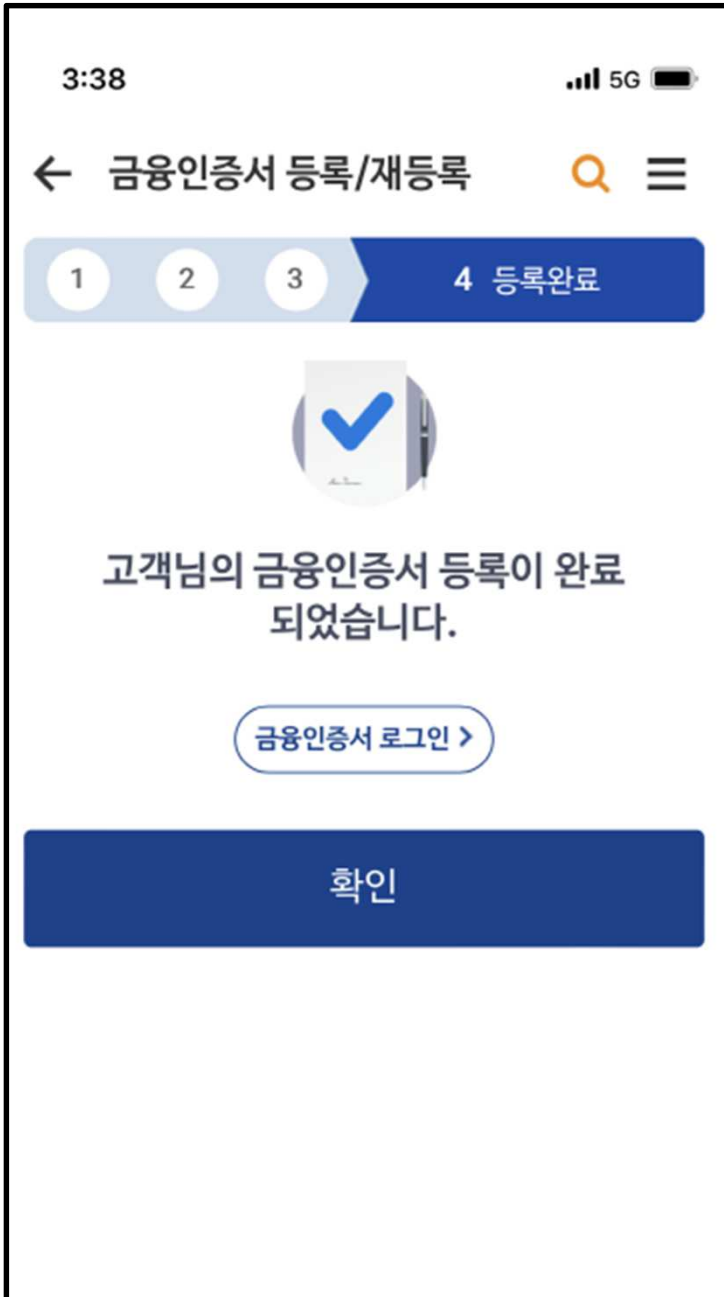 3:38 5G
금융인증서 등록/재등록
1 2 3 4 등록완료
고객님의 금융인증서 등록이 완료
되었습니다.
금융인증서 로그인 >
확인